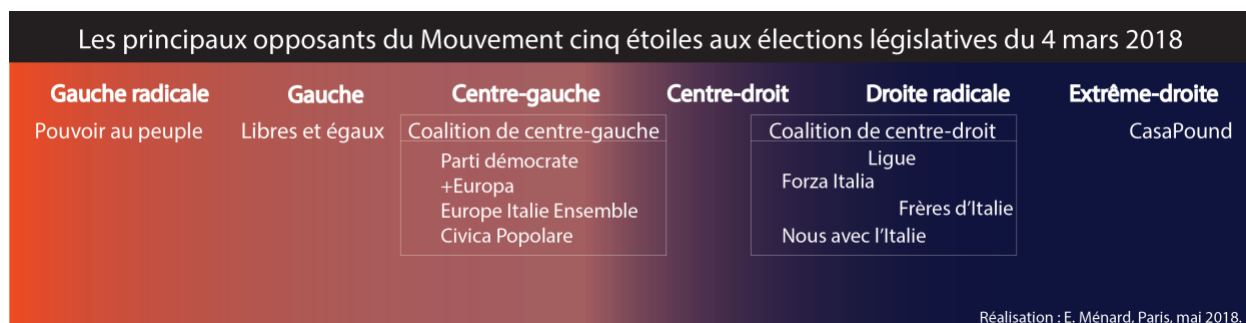 Les principaux opposants du Mouvement cinq étoiles aux élections législatives du 4 mars 2018
Gauche radicale Gauche Centre-gauche Centre-droit Droite radicale Extrême-droite
Pouvoir au peuple Libres et égaux Coalition de centre-gauche Coalition de centre-droit CasaPound
Parti démocrate
+Europa
Europe Italie Ensemble
Civica Popolare
Ligue
Forza Italia
Frères d'Italie
Nous avec l'Italie
Réalisation : E. Ménard, Paris, mai 2018.